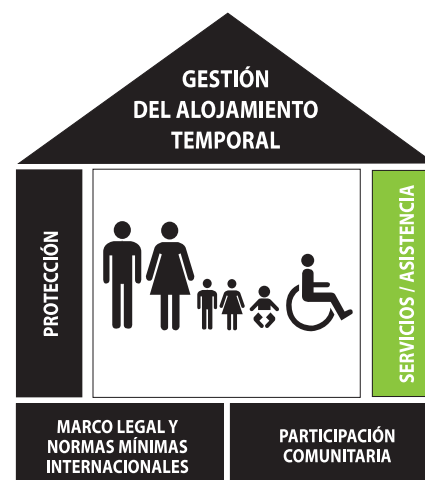 GESTIÓN
DEL ALOJAMIENTO
TEMPORAL
PROTECCIÓN
SERVICIOS / ASISTENCIA
MARCO LEGAL Y
NORMAS MÍNIMAS
INTERNACIONALES
PARTICIPACIÓN
COMUNITARIA